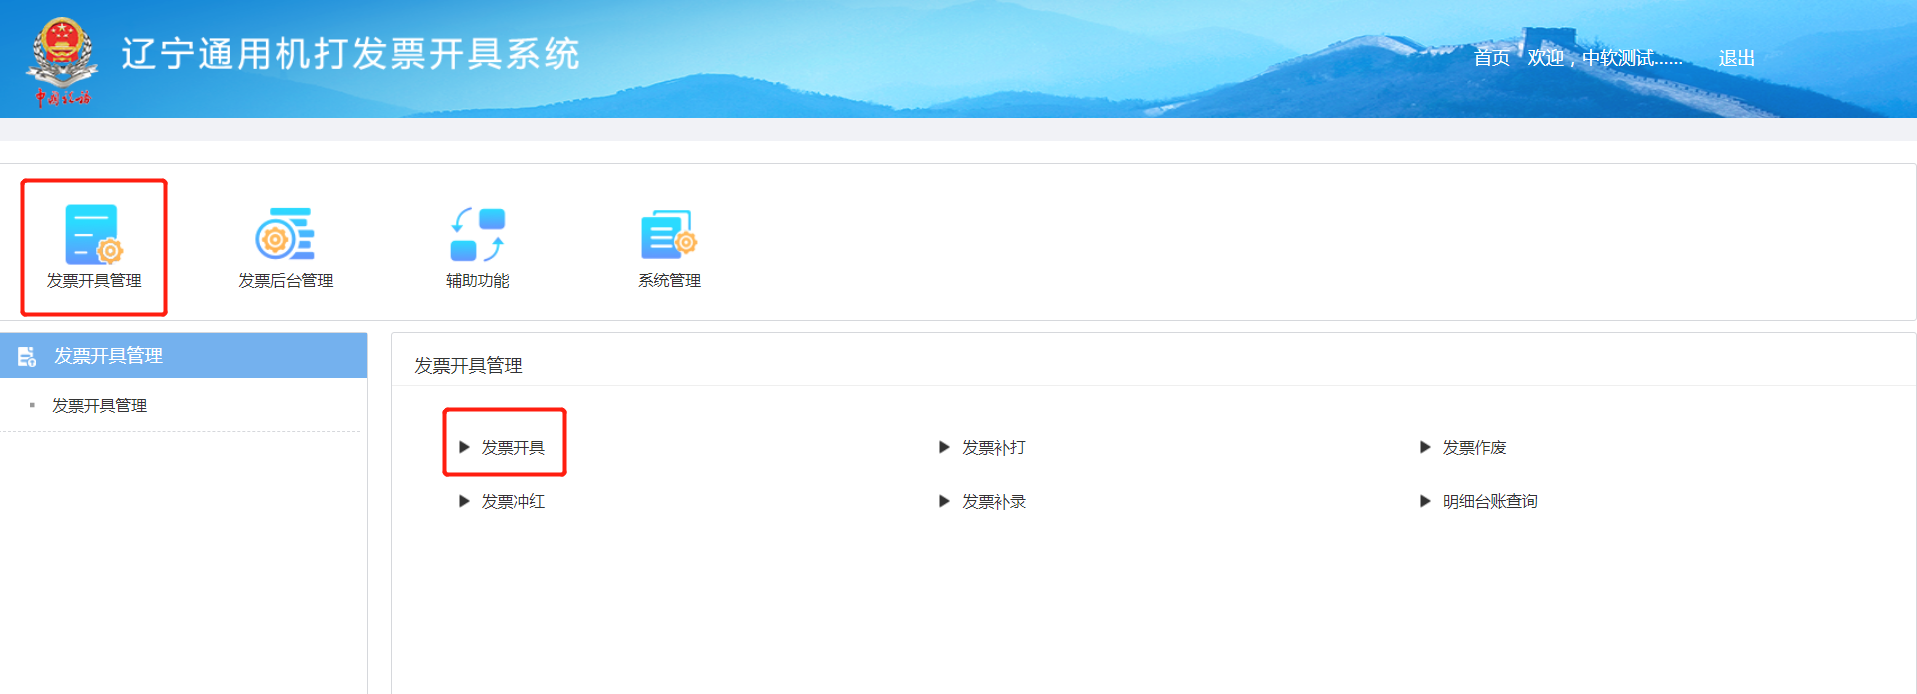 辽宁通用机打发票开具系统
首页 欢迎，中软测试...... 退出
中国税务
发票开具管理 发票后台管理 辅助功能 系统管理
发票开具管理
发票开具管理
发票开具管理
发票开具 发票补打 发票作废
发票冲红 发票补录 明细台账查询